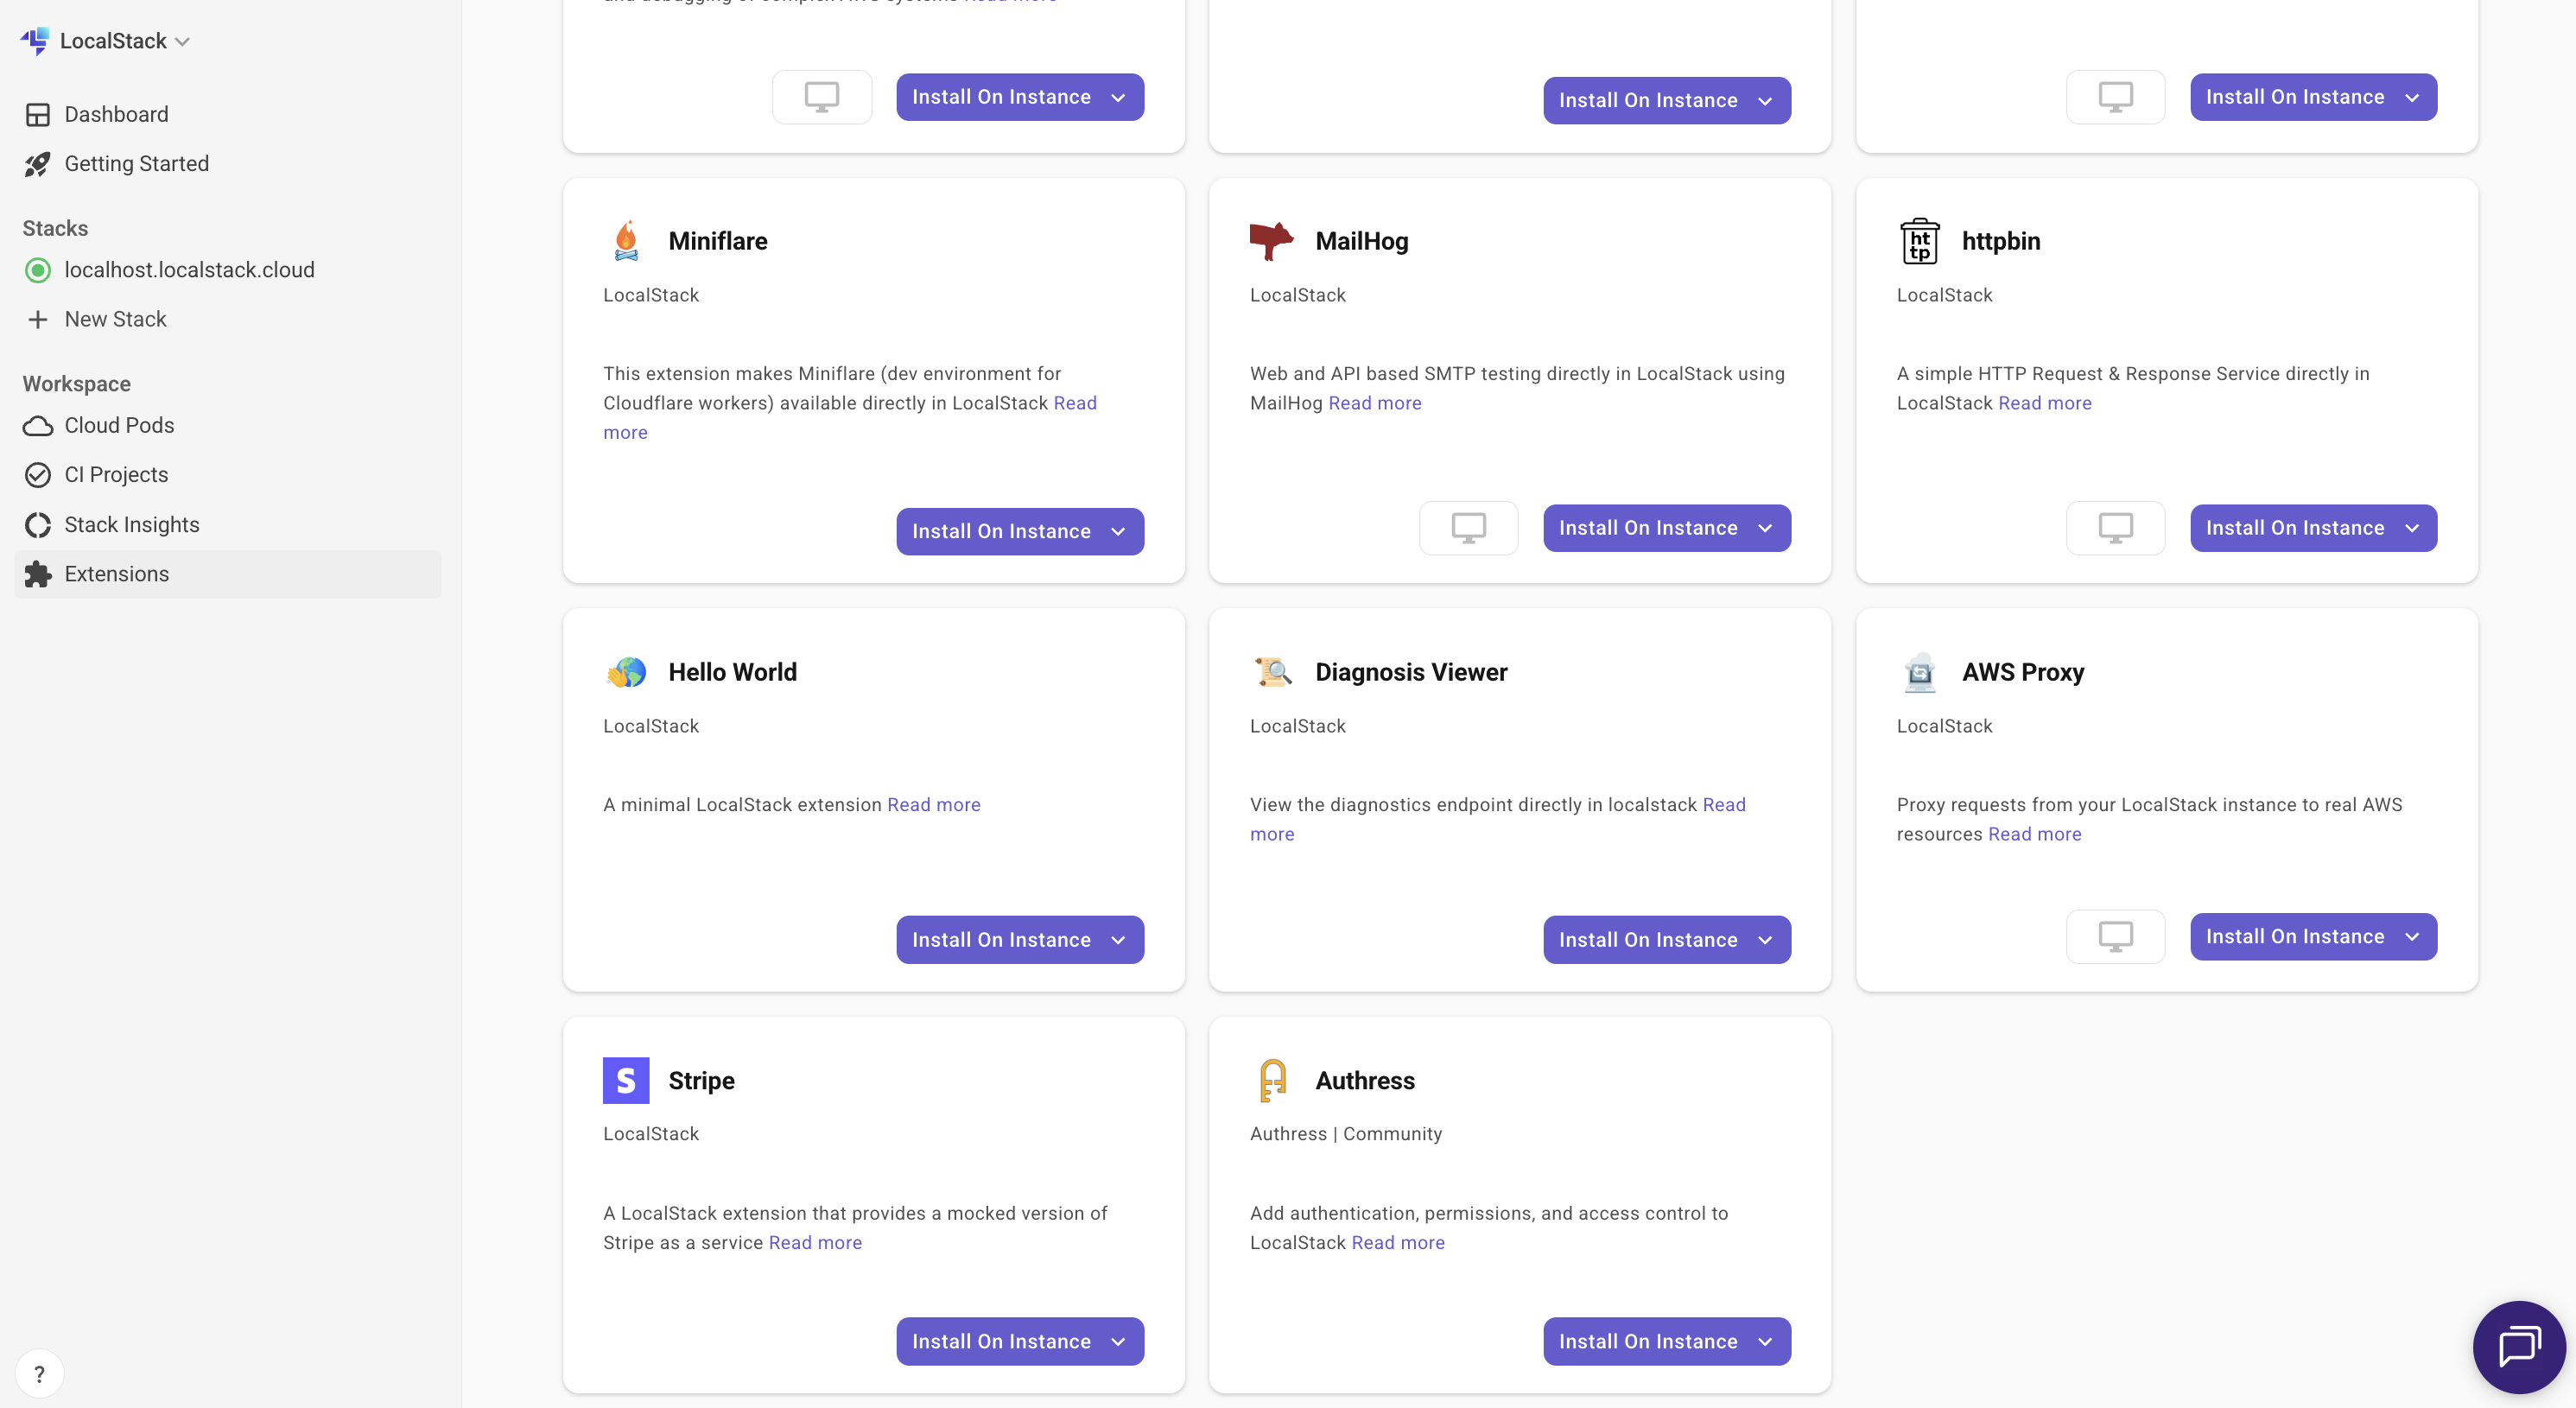 LocalStack
Dashboard
Getting Started
Stacks
localhost.localstack.cloud
New Stack
Workspace
Cloud Pods
CI Projects
Stack Insights
Extensions
?
and debugging of complex AWS systems Read more
Install On Instance
Install On Instance
Install On Instance
Miniflare
LocalStack
This extension makes Miniflare (dev environment for
Cloudflare workers) available directly in LocalStack Read
more
Install On Instance
MailHog
LocalStack
Web and API based SMTP testing directly in LocalStack using
MailHog Read more
Install On Instance
ht
tp
httpbin
LocalStack
A simple HTTP Request & Response Service directly in
LocalStack Read more
Install On Instance
Hello World
LocalStack
A minimal LocalStack extension Read more
Install On Instance
Diagnosis Viewer
LocalStack
View the diagnostics endpoint directly in localstack Read
more
Install On Instance
AWS Proxy
LocalStack
Proxy requests from your LocalStack instance to real AWS
resources Read more
Install On Instance
S
Stripe
LocalStack
A LocalStack extension that provides a mocked version of
Stripe as a service Read more
Install On Instance
Authress
Authress | Community
Add authentication, permissions, and access control to
LocalStack Read more
Install On Instance